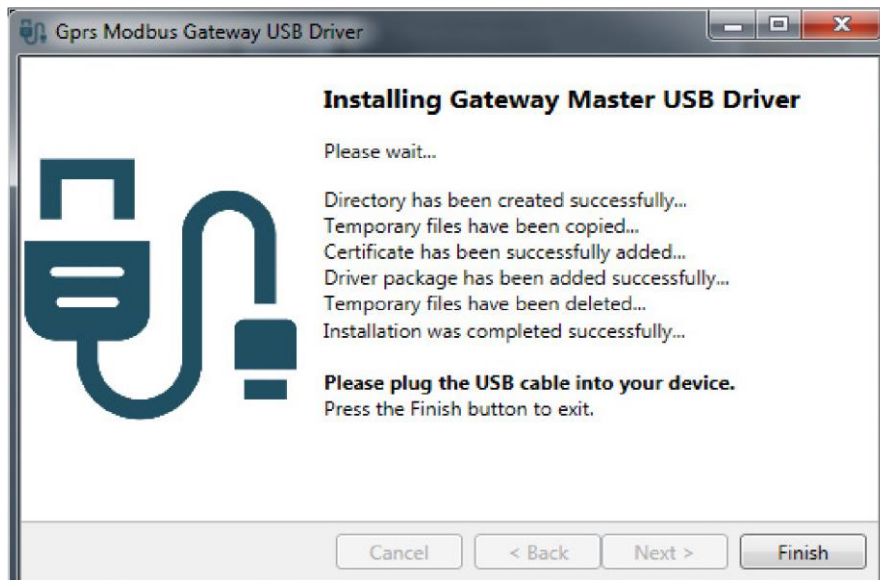 Gprs Modbus Gateway USB Driver
Installing Gateway Master USB Driver
Please wait...
Directory has been created successfully...
Temporary files have been copied...
Certificate has been successfully added...
Driver package has been added successfully...
Temporary files have been deleted...
Installation was completed successfully...
Please plug the USB cable into your device.
Press the Finish button to exit.
Cancel < Back Next > Finish